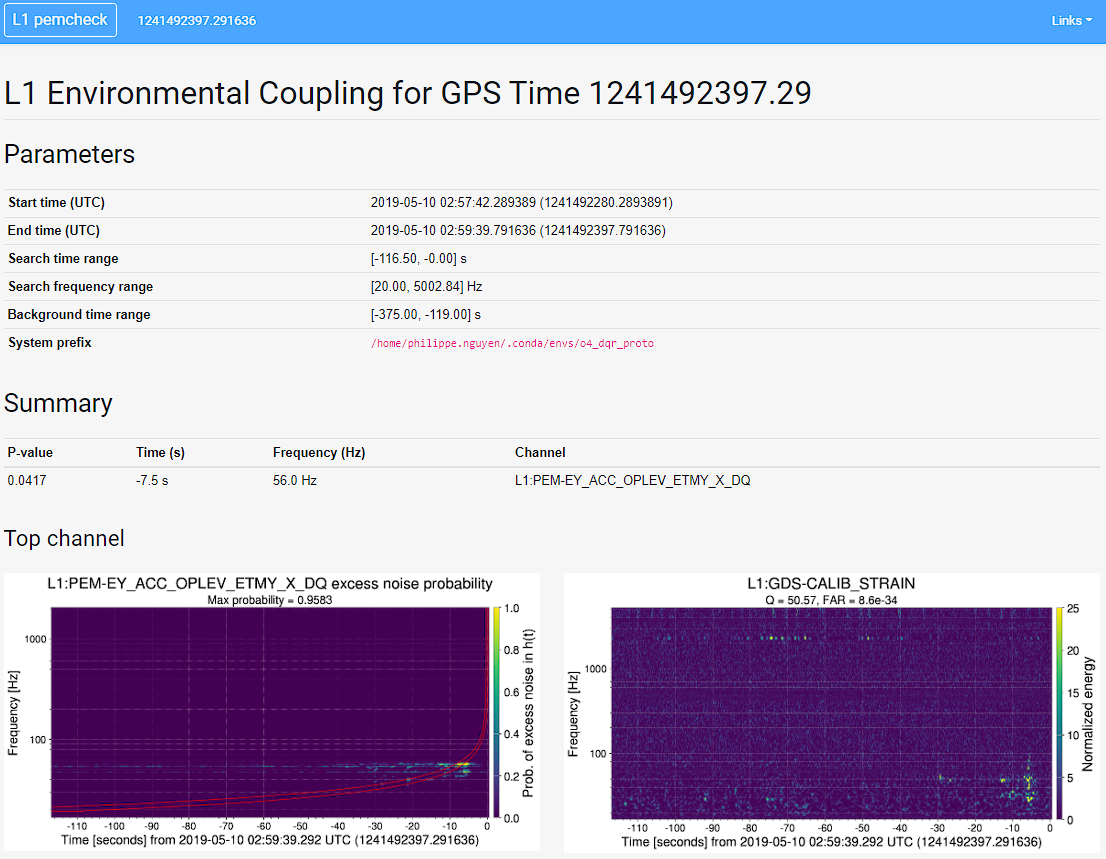 L1 pemcheck 1241492397.291636 Links
L1 Environmental Coupling for GPS Time 1241492397.29
Parameters
Start time (UTC) 2019-05-10 02:57:42.289389 (1241492280.2893891)
End time (UTC) 2019-05-10 02:59:39.791636 (1241492397.791636)
Search time range [-116.50, -0.00] s
Search frequency range [20.00, 5002.84] Hz
Background time range [-375.00, -119.00] s
System prefix /home/philippe.nguyen/.conda/envs/o4_dqr_proto
Summary
P-value Time (s) Frequency (Hz) Channel
0.0417 -7.5 s 56.0 Hz L1:PEM-EY_ACC_OPLEV_ETMY_X_DQ
Top channel
L1:PEM-EY_ACC_OPLEV_ETMY_X_DQ excess noise probability
Max probability = 0.9583
Frequency [Hz]
1000
100
-110 -100 -90 -80 -70 -60 -50 -40 -30 -20 -10 0
Time [seconds] from 2019-05-10 02:59:39.292 UTC (1241492397.291636)
1.0
0.8
0.6
0.4
0.2
0.0
Prob. of excess noise in h(t)
L1:GDS-CALIB_STRAIN
Q = 50.57, FAR = 8.6e-34
Frequency [Hz]
1000
100
-110 -100 -90 -80 -70 -60 -50 -40 -30 -20 -10 0
Time [seconds] from 2019-05-10 02:59:39.292 UTC (1241492397.291636)
25
20
15
10
5
0
Normalized energy